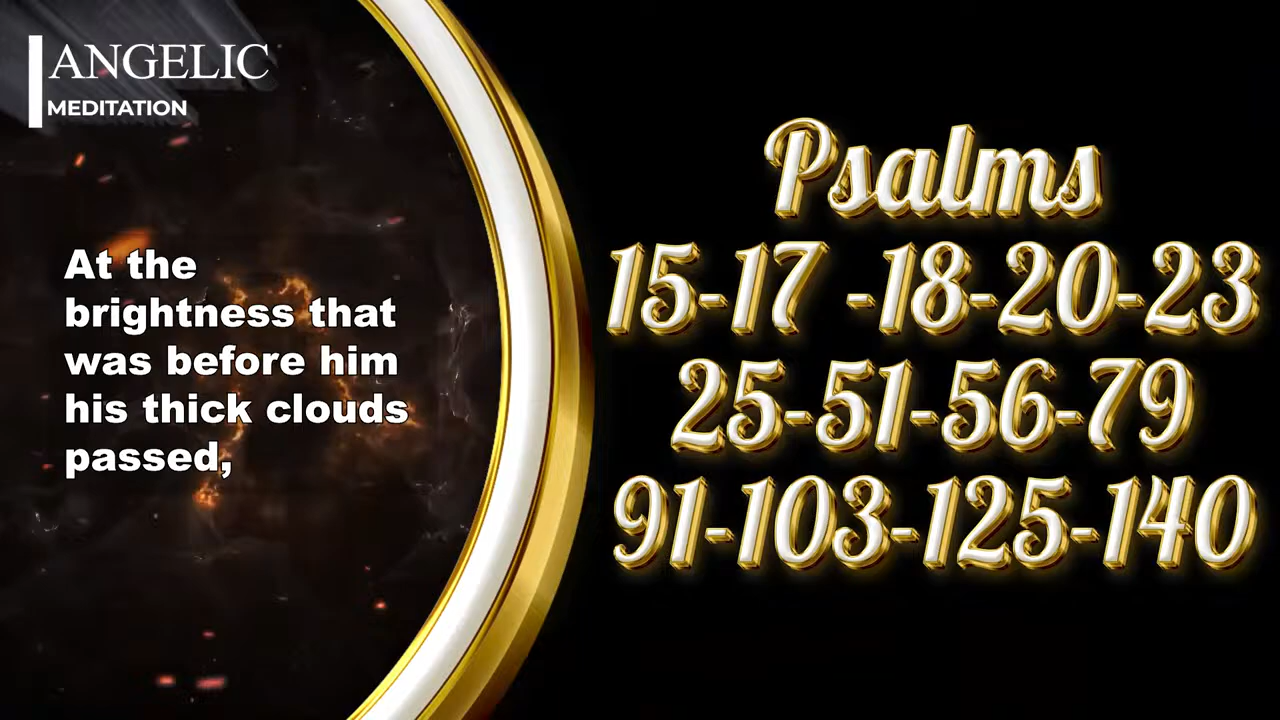 ANGELIC
MEDITATION
At the
brightness that
was before him
his thick clouds
passed,
Psalms
15-17 -18-20-23
25-51-56-79
91-103-125-140